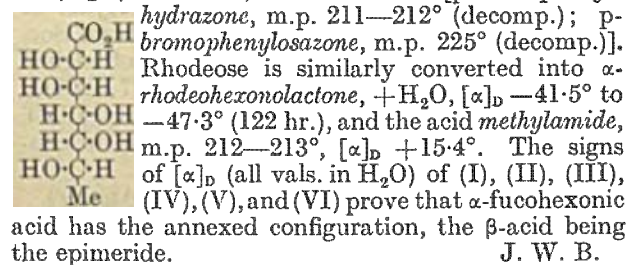 CO₂H
HO·C·H
HO·C·H
H·C·OH
H·C·OH
HO·C·H
Me
hydrazone, m.p. 211—212° (decomp.); p-
bromophenylosazone, m.p. 225° (decomp.)].
Rhodeose is similarly converted into α-
rhodeohexonolactone, +H₂O, [α]D —41·5° to
—47·3° (122 hr.), and the acid methylamide,
m.p. 212—213°, [α]D +15·4°. The signs
of [α]D (all vals. in H₂O) of (I), (II), (III),
(IV), (V), and (VI) prove that α-fucohexonic
acid has the annexed configuration, the β-acid being
the epimeride. J. W. B.